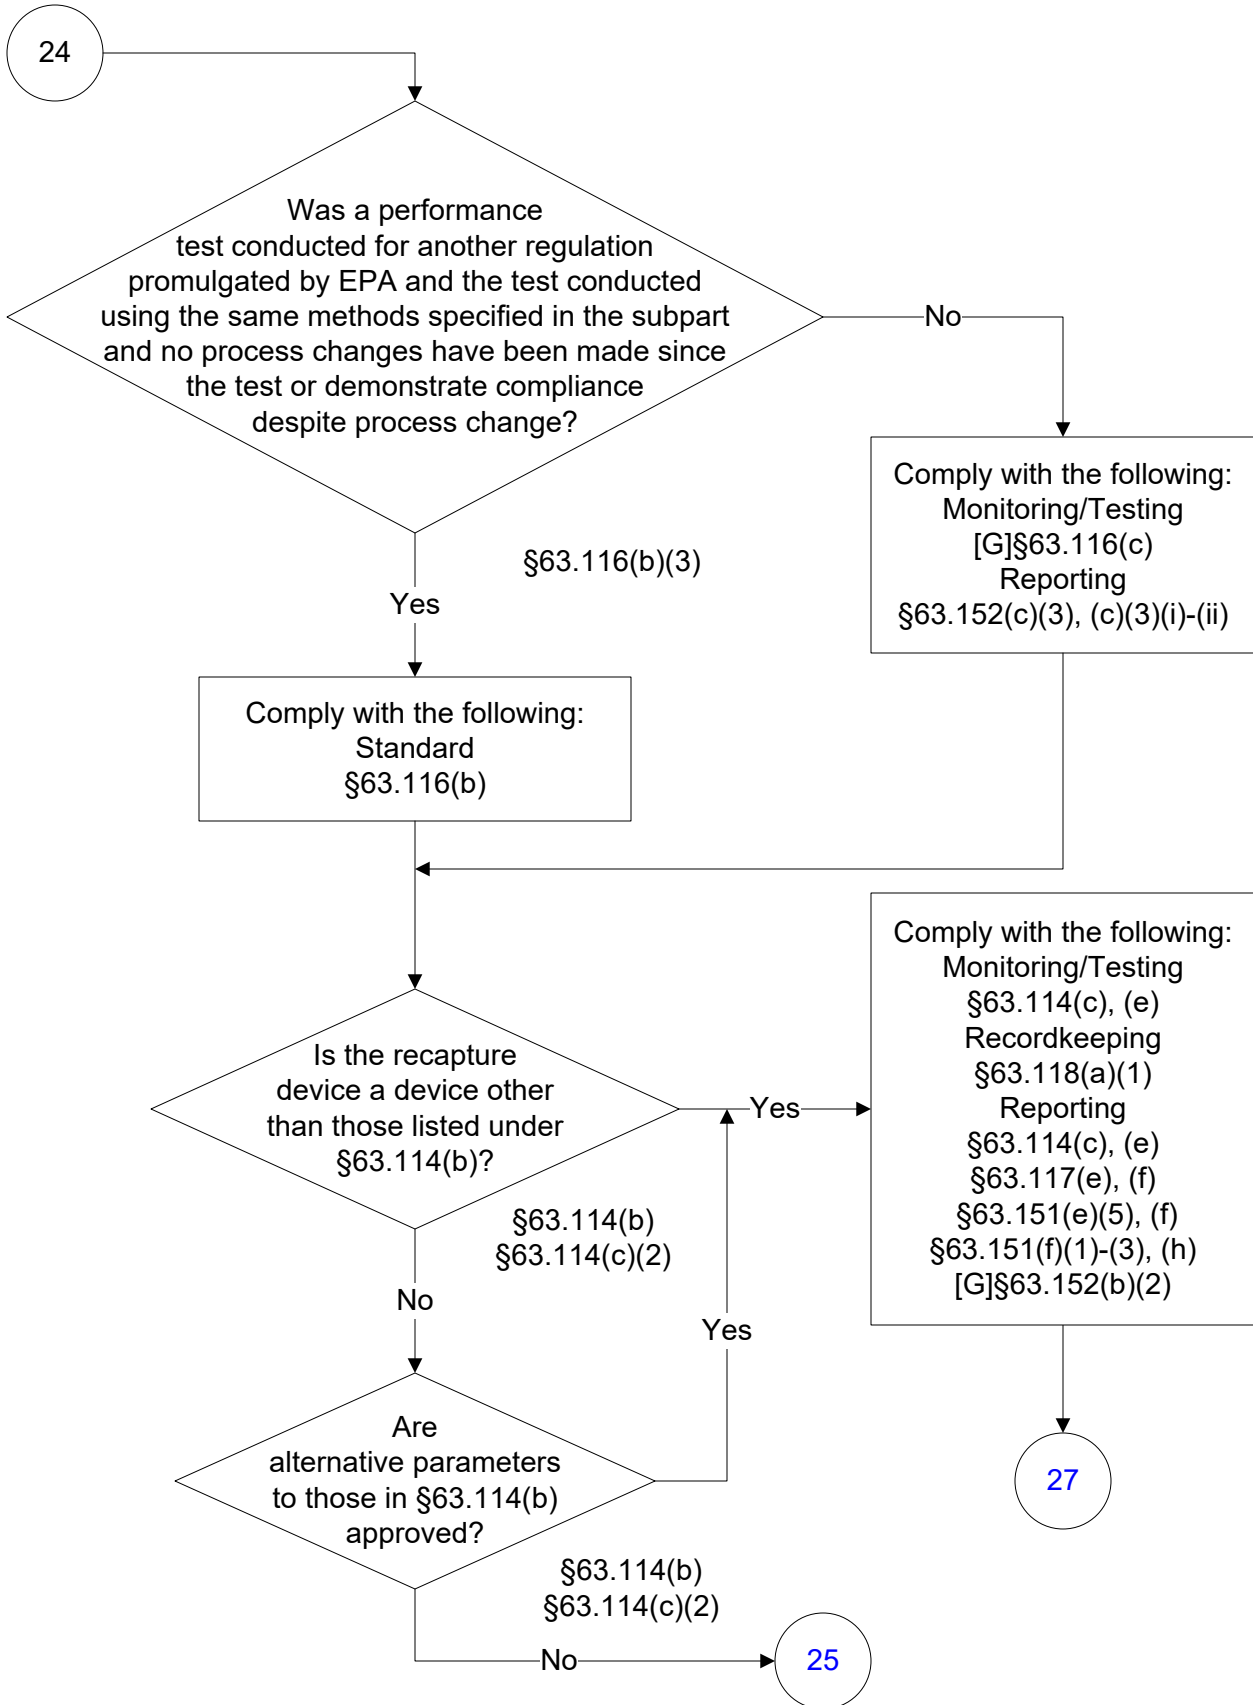 24
Was a performance
test conducted for another regulation
promulgated by EPA and the test conducted
using the same methods specified in the subpart
and no process changes have been made since
the test or demonstrate compliance
despite process change?
No
Comply with the following:
Monitoring/Testing
[G]§63.116(c)
Reporting
§63.152(c)(3), (c)(3)(i)-(ii)
§63.116(b)(3)
Yes
Comply with the following:
Standard
§63.116(b)
Is the recapture
device a device other
than those listed under
§63.114(b)?
Yes
Comply with the following:
Monitoring/Testing
§63.114(c), (e)
Recordkeeping
§63.118(a)(1)
Reporting
§63.114(c), (e)
§63.117(e), (f)
§63.151(e)(5), (f)
§63.151(f)(1)-(3), (h)
[G]§63.152(b)(2)
§63.114(b)
§63.114(c)(2)
No
Yes
Are
alternative parameters
to those in §63.114(b)
approved?
27
§63.114(b)
§63.114(c)(2)
No
25